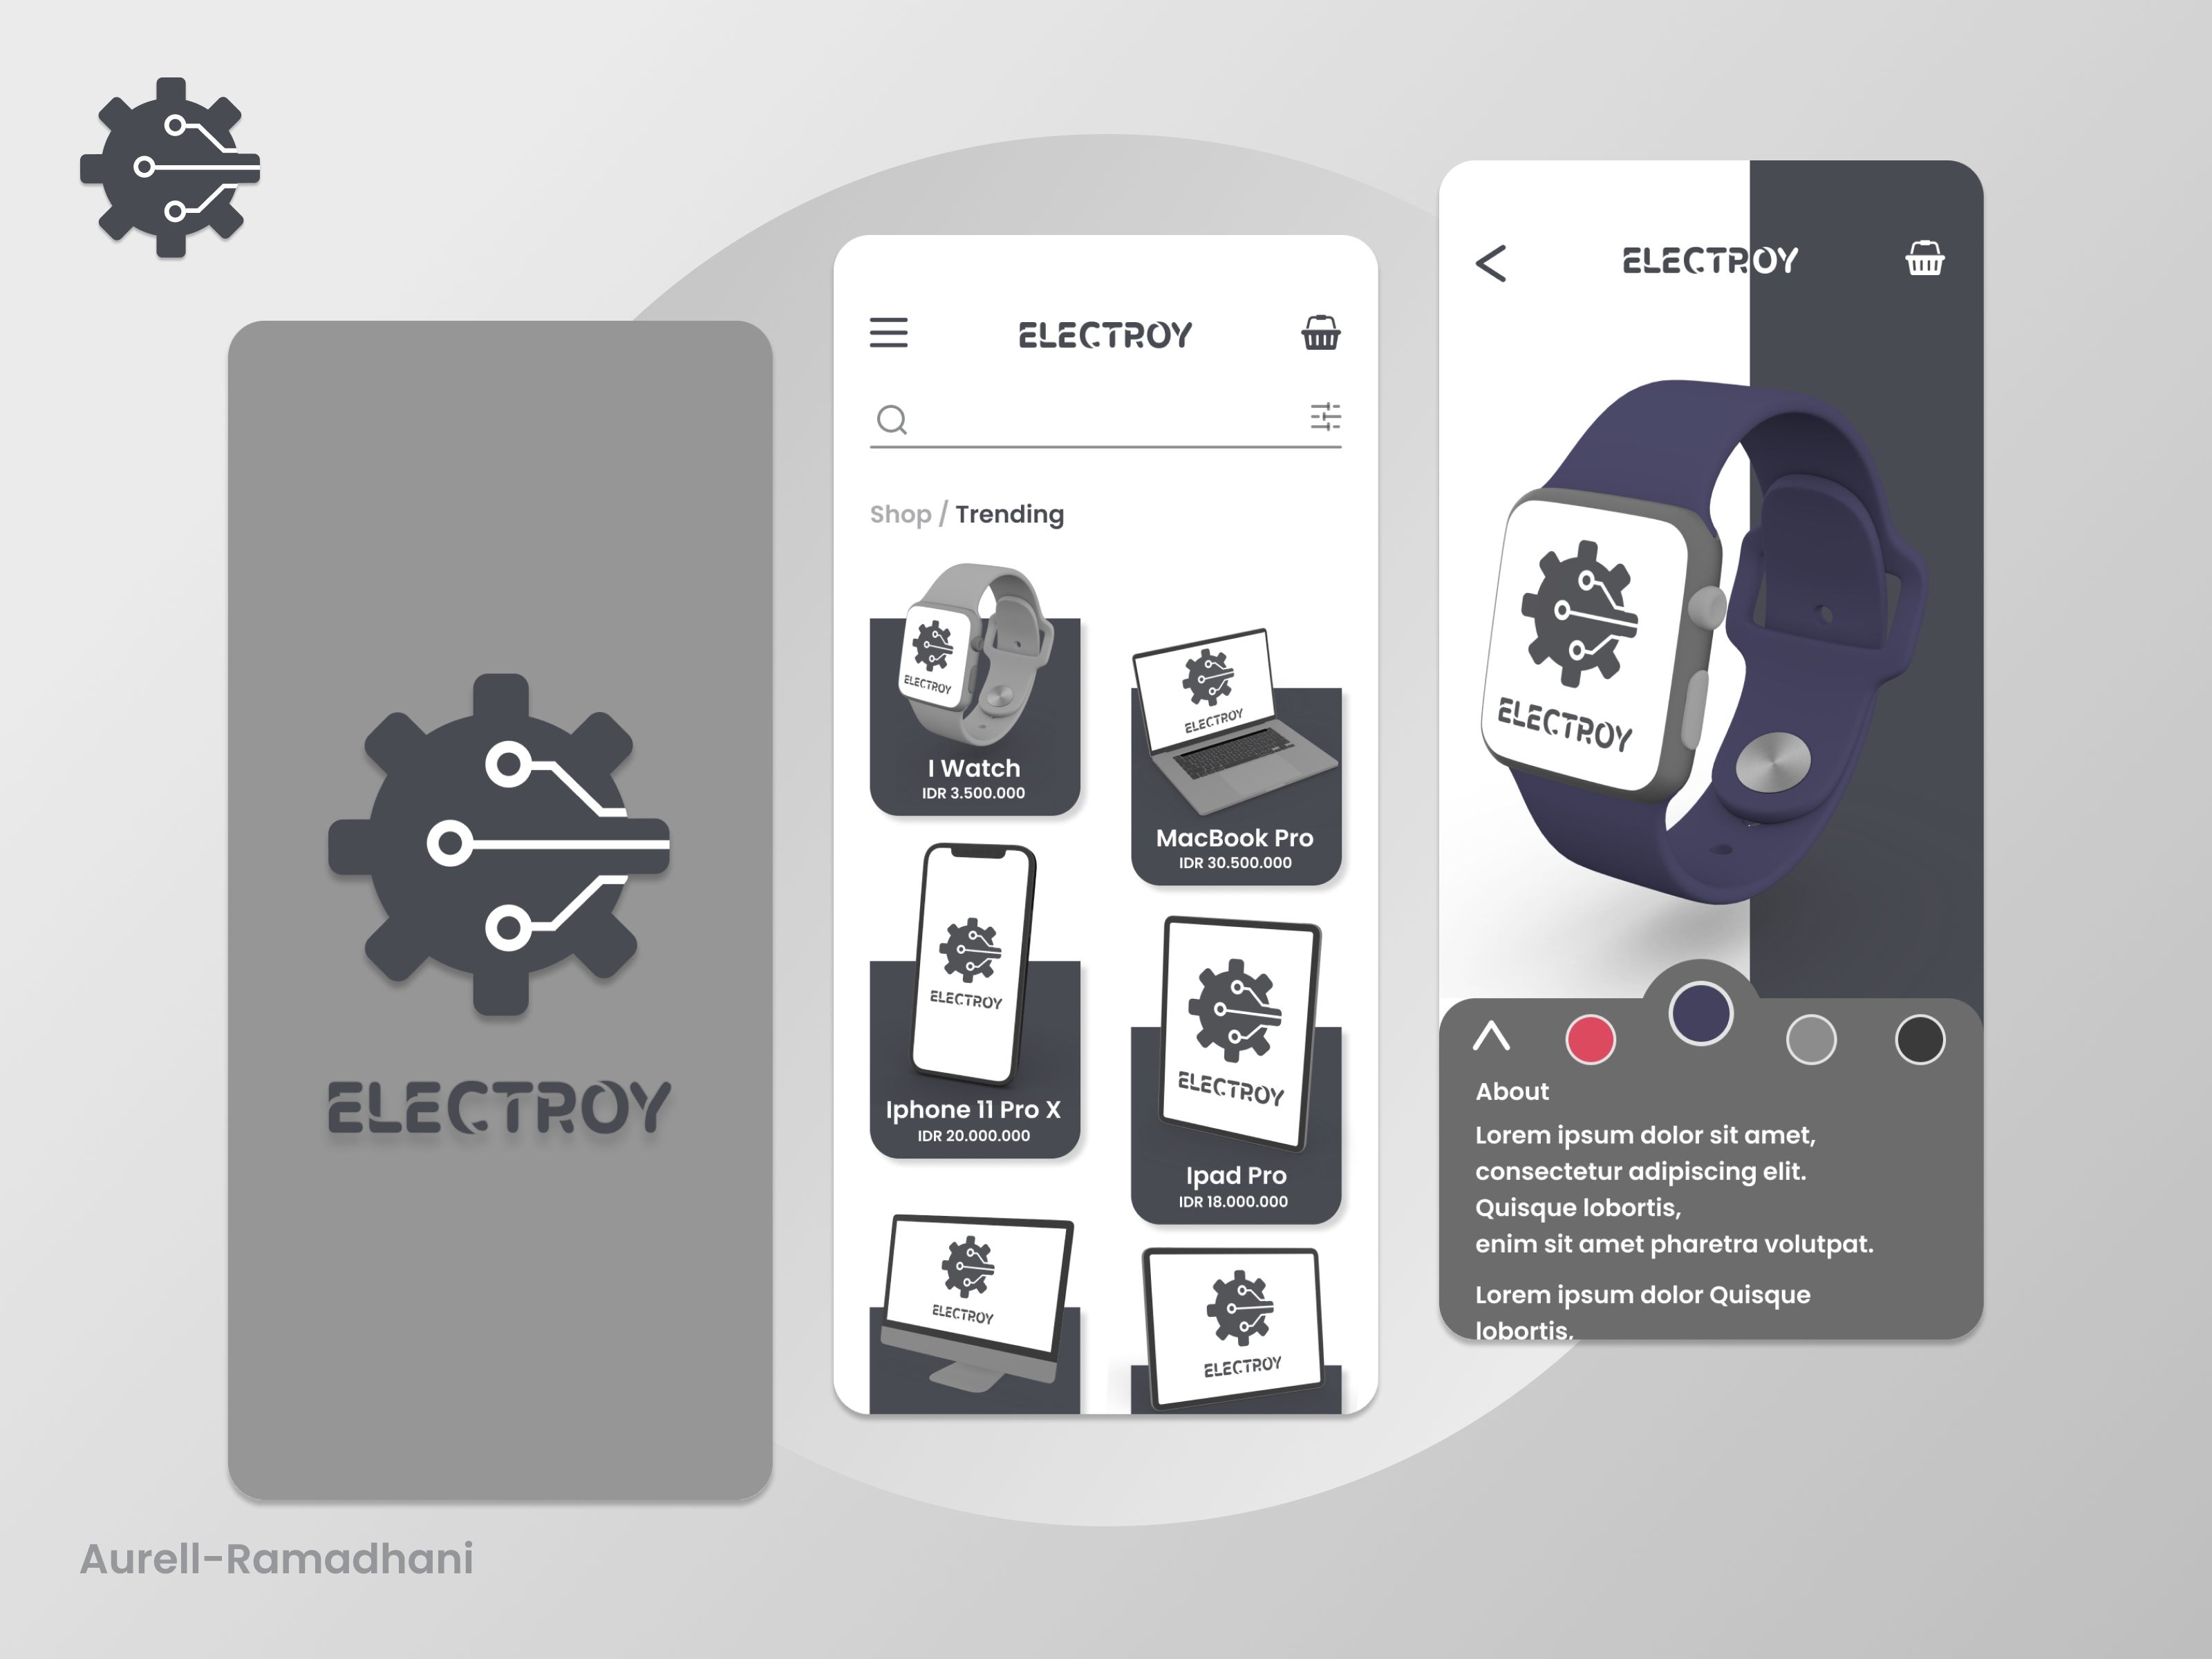 ELECTROY
Aurell-Ramadhani
ELECTROY
Shop / Trending
ELECTROY
I Watch
IDR 3.500.000
ELECTROY
MacBook Pro
IDR 30.500.000
ELECTROY
Iphone 11 Pro X
IDR 20.000.000
ELECTROY
Ipad Pro
IDR 18.000.000
ELECTROY
ELECTROY
ELECTROY
ELECTROY
About
Lorem ipsum dolor sit amet,
consectetur adipiscing elit.
Quisque lobortis,
enim sit amet pharetra volutpat.
Lorem ipsum dolor Quisque
lobortis,